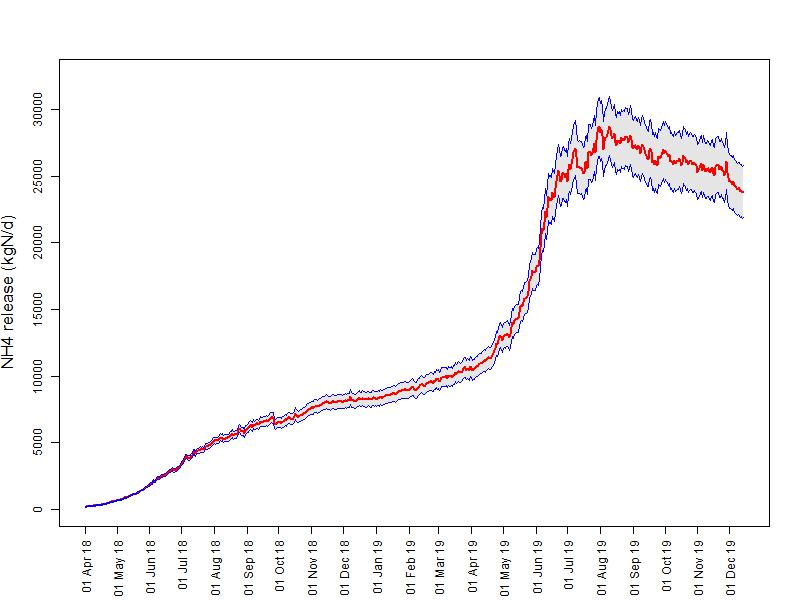 NH4 release (kgN/d)
30000
25000
20000
15000
10000
5000
0
01 Apr 18
01 May 18
01 Jun 18
01 Jul 18
01 Aug 18
01 Sep 18
01 Oct 18
01 Nov 18
01 Dec 18
01 Jan 19
01 Feb 19
01 Mar 19
01 Apr 19
01 May 19
01 Jun 19
01 Jul 19
01 Aug 19
01 Sep 19
01 Oct 19
01 Nov 19
01 Dec 19